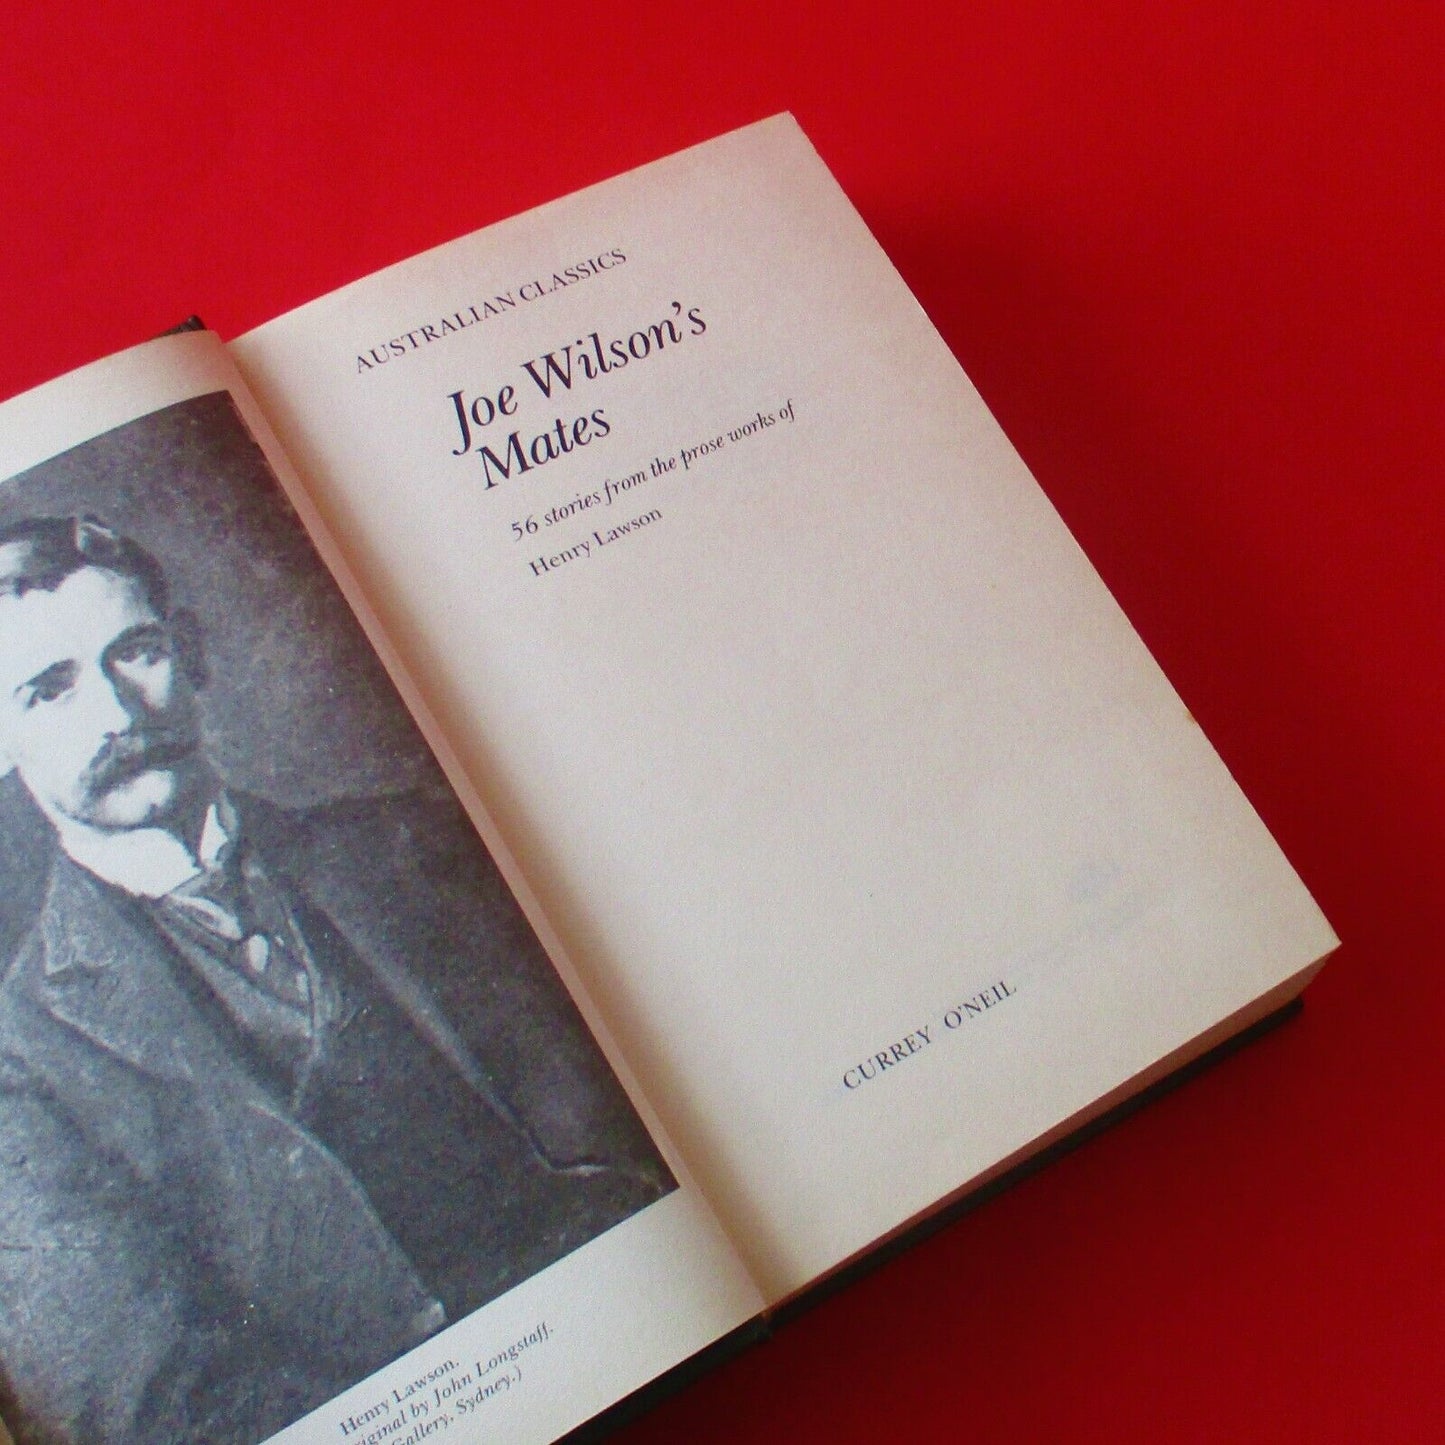 AUSTRALIAN CLASSICS
Joe Wilson's
Mates
56 stories from the prose works of
Henry Lawson
CURREY O'NEIL
Henry Lawson.
by John Longstaff.
Gallery, Sydney.)